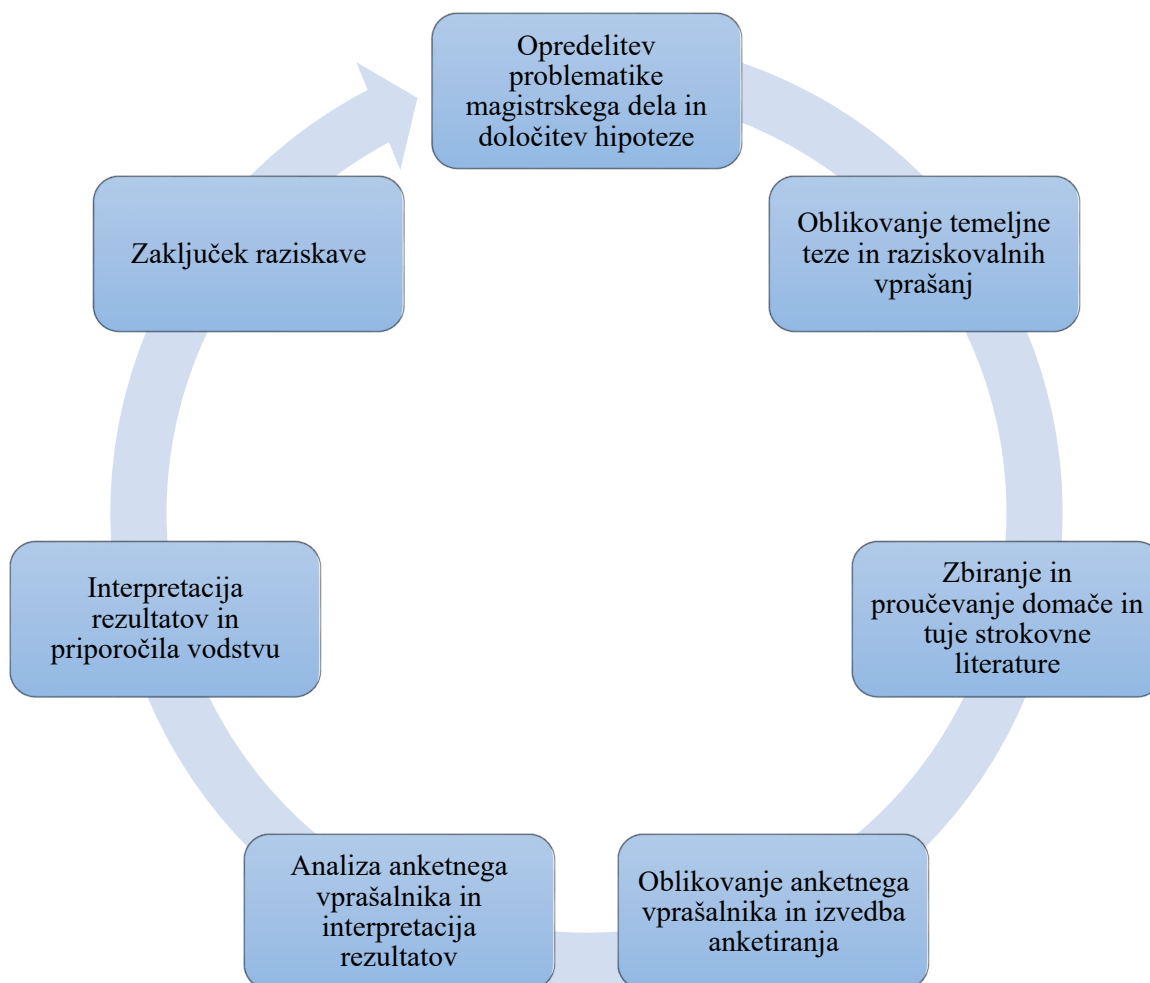 Opredelitev
problematike
magistrskega dela in
določitev hipoteze
Oblikovanje temeljne
teze in raziskovalnih
vprašanj
Zbiranje in
proučevanje domače in
tuje strokovne
literature
Oblikovanje anketnega
vprašalnika in izvedba
anketiranja
Analiza anketnega
vprašalnika in
interpretacija
rezultatov
Interpretacija
rezultatov in
priporočila vodstvu
Zaključek raziskave